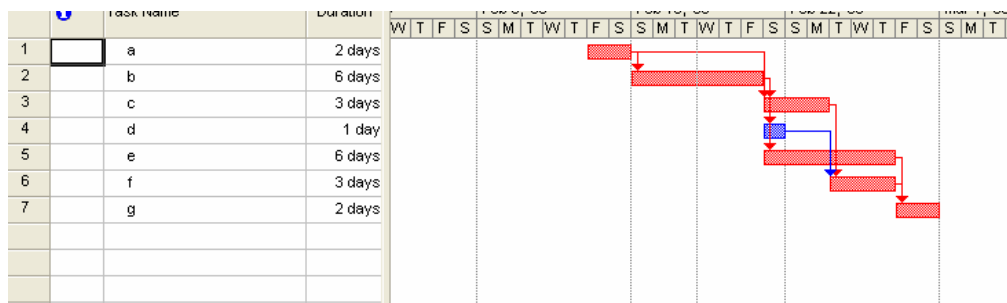 Task Name Duration
W T F S S M T W T F S S M T W T F S S M T W T F S S M T
1 a 2 days
2 b 6 days
3 c 3 days
4 d 1 day
5 e 6 days
6 f 3 days
7 g 2 days